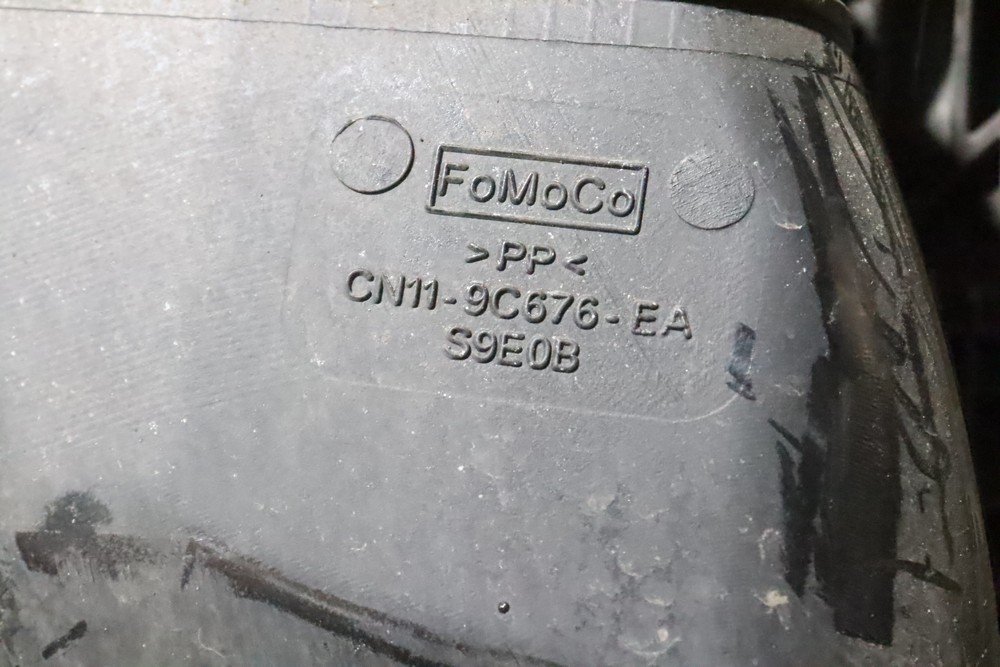 FoMoCo
>PP<
CN11-9C676-EA
S9E0B